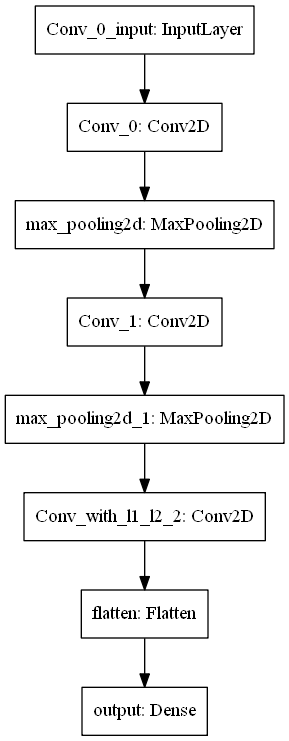 Conv_0_input: InputLayer
Conv_0: Conv2D
max_pooling2d: MaxPooling2D
Conv_1: Conv2D
max_pooling2d_1: MaxPooling2D
Conv_with_l1_l2_2: Conv2D
flatten: Flatten
output: Dense